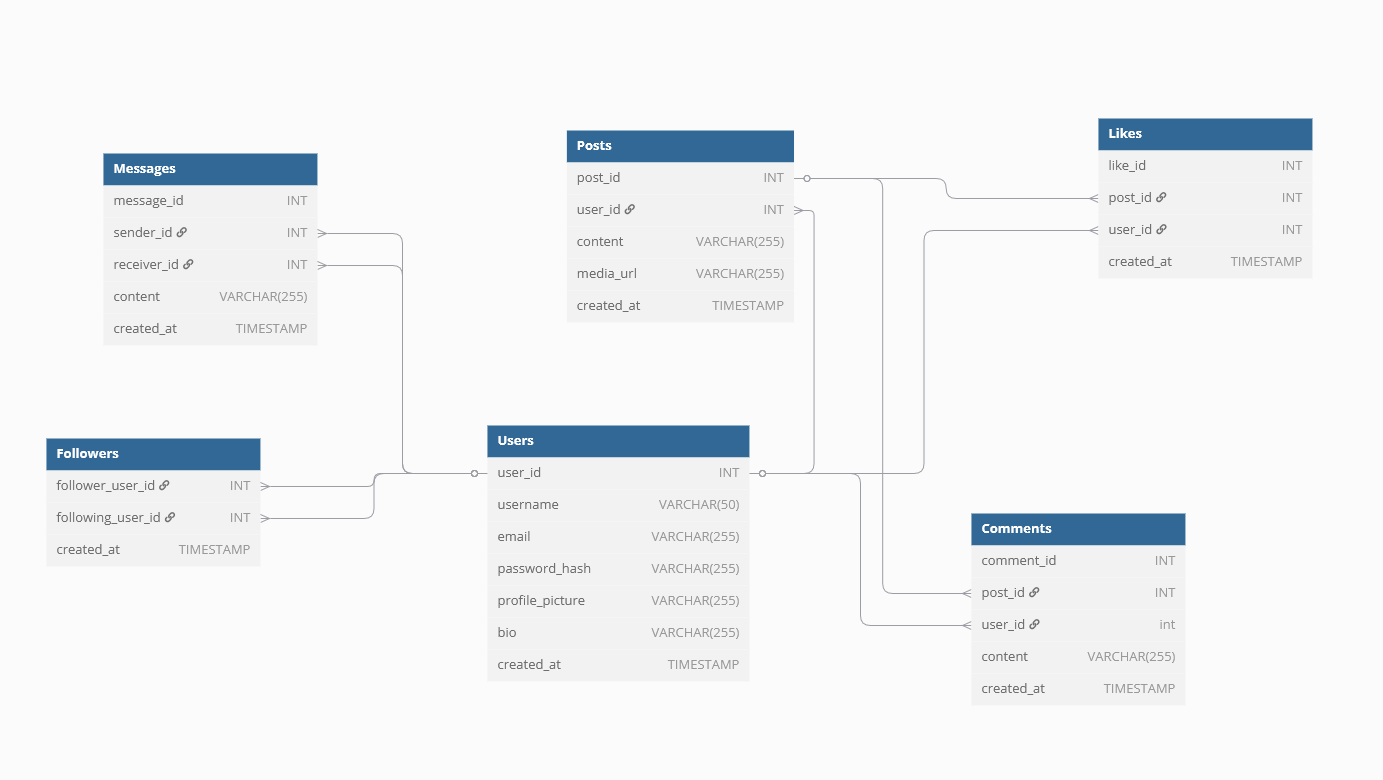 Messages
message_id INT
sender_id INT
receiver_id INT
content VARCHAR(255)
created_at TIMESTAMP
Posts
post_id INT
user_id INT
content VARCHAR(255)
media_url VARCHAR(255)
created_at TIMESTAMP
Likes
like_id INT
post_id INT
user_id INT
created_at TIMESTAMP
Followers
follower_user_id INT
following_user_id INT
created_at TIMESTAMP
Users
user_id INT
username VARCHAR(50)
email VARCHAR(255)
password_hash VARCHAR(255)
profile_picture VARCHAR(255)
bio VARCHAR(255)
created_at TIMESTAMP
Comments
comment_id INT
post_id INT
user_id int
content VARCHAR(255)
created_at TIMESTAMP